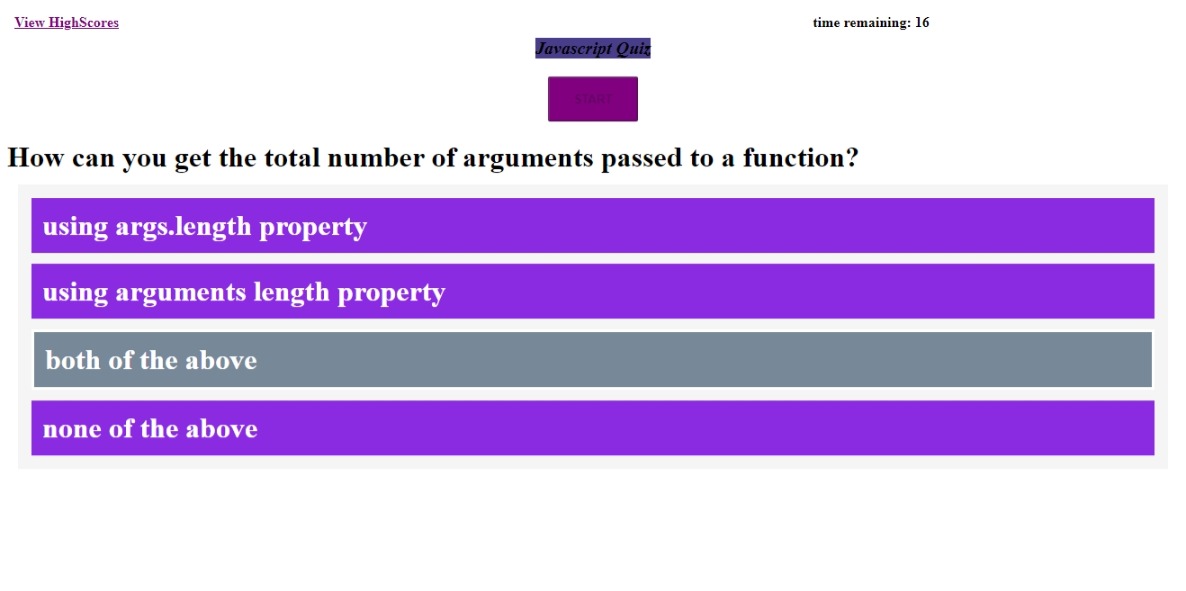 View HighScores
time remaining: 16
Javascript Quiz
START
How can you get the total number of arguments passed to a function?
using args.length property
using arguments length property
both of the above
none of the above